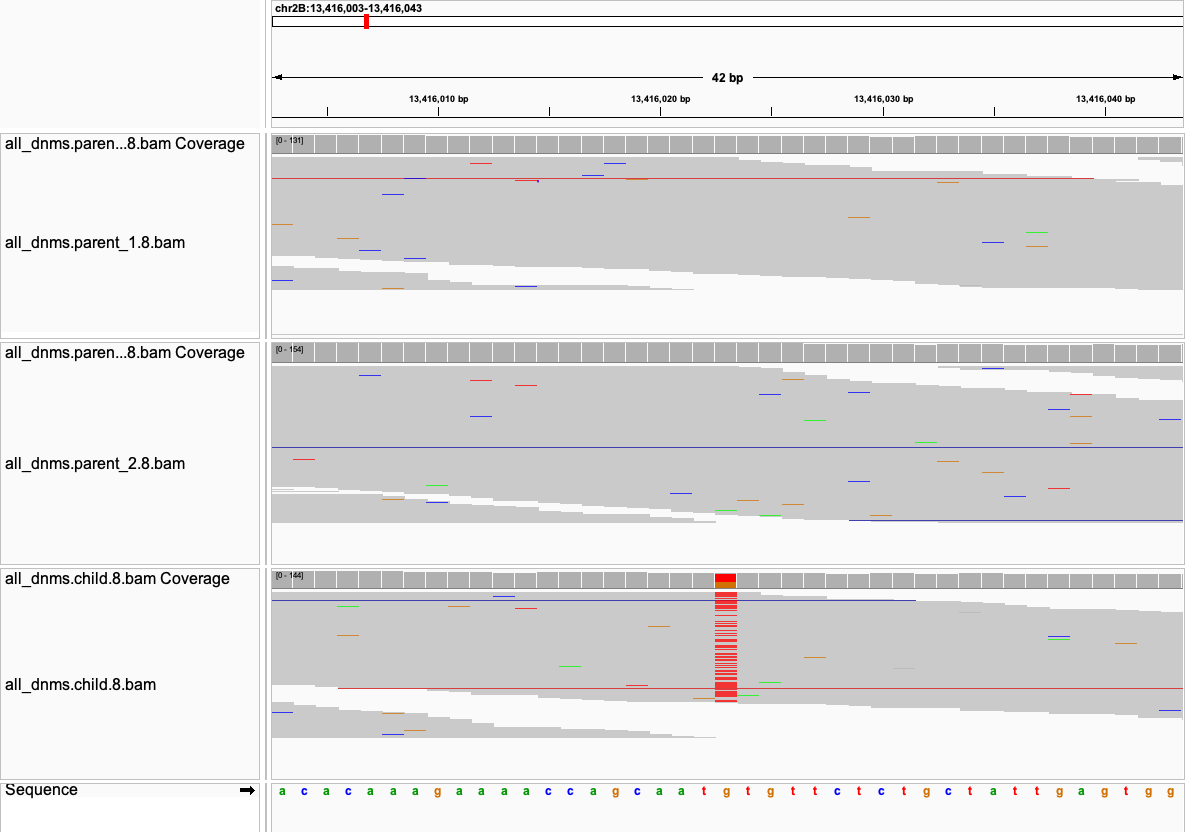 chr2B:13,416,003-13,416,043
42 bp
13,416,010 bp 13,416,020 bp 13,416,030 bp 13,416,040 bp
all_dnms.paren...8.bam Coverage
[0 - 131]
all_dnms.parent_1.8.bam
all_dnms.paren...8.bam Coverage
[0 - 154]
all_dnms.parent_2.8.bam
all_dnms.child.8.bam Coverage
[0 - 144]
all_dnms.child.8.bam
Sequence a c a c a a a g a a a a c c a g c a a t g t g t t c t c t g c t a t t g a g t g g